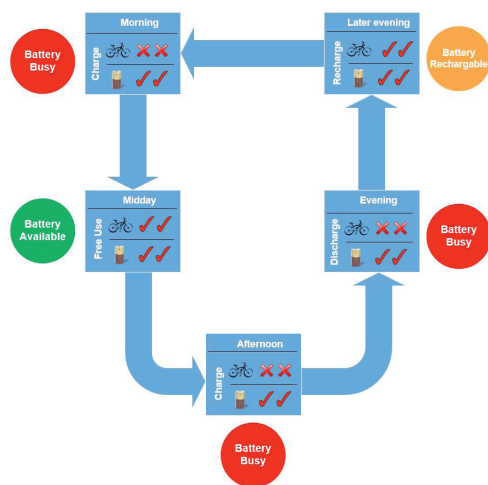 Morning
Charge
Battery
Busy
Later evening
Recharge
Battery
Rechargable
Midday
Free Use
Battery
Available
Evening
Discharge
Battery
Busy
Afternoon
Charge
Battery
Busy